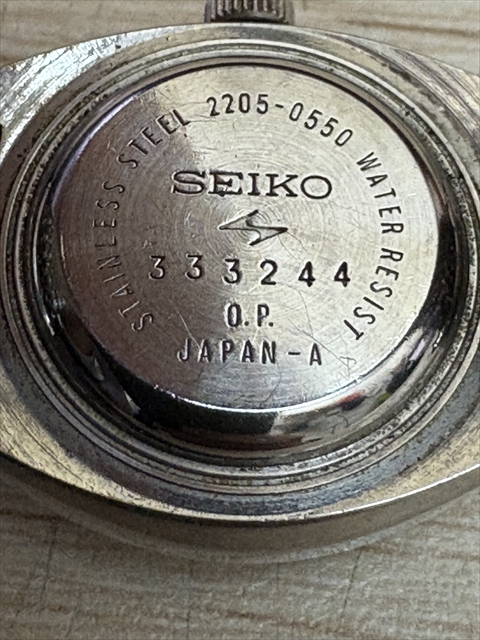 STAINLESS STEEL 2205-0550 WATER RESIST
SEIKO
333244
O.P.
JAPAN-A